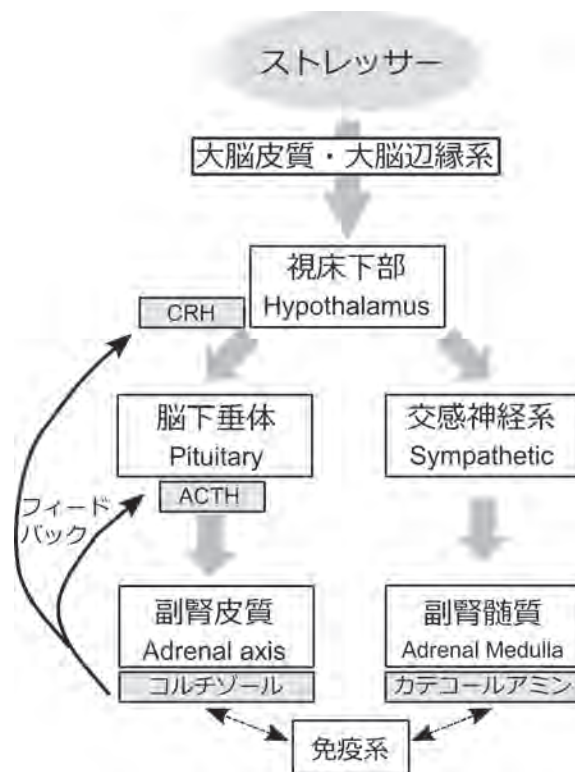 ストレッサー
大脳皮質・大脳辺縁系
視床下部
Hypothalamus
CRH
脳下垂体
Pituitary
ACTH
交感神経系
Sympathetic
フィード
バック
副腎皮質
Adrenal axis
コルチゾール
副腎髄質
Adrenal Medulla
カテコールアミン
免疫系